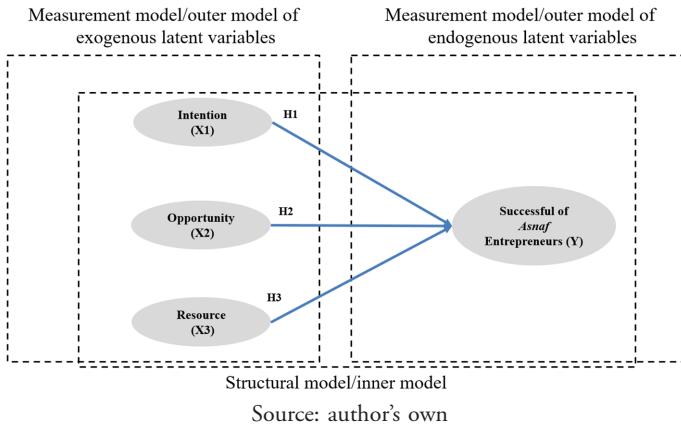 Measurement model/outer model of
exogenous latent variables
Measurement model/outer model of
endogenous latent variables
Intention
(X1)
H1
Opportunity
(X2)
H2
Successful of
Asnaf
Entrepreneurs (Y)
H3
Resource
(X3)
Structural model/inner model
Source: author's own